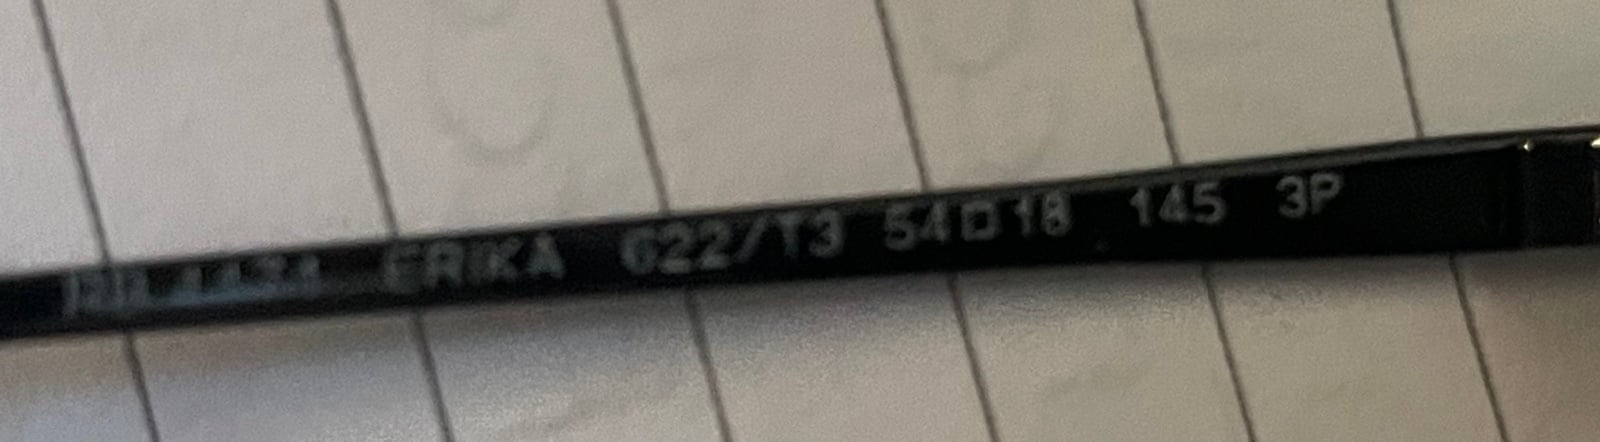 ERIKA 622/T3 54□18 145 3P